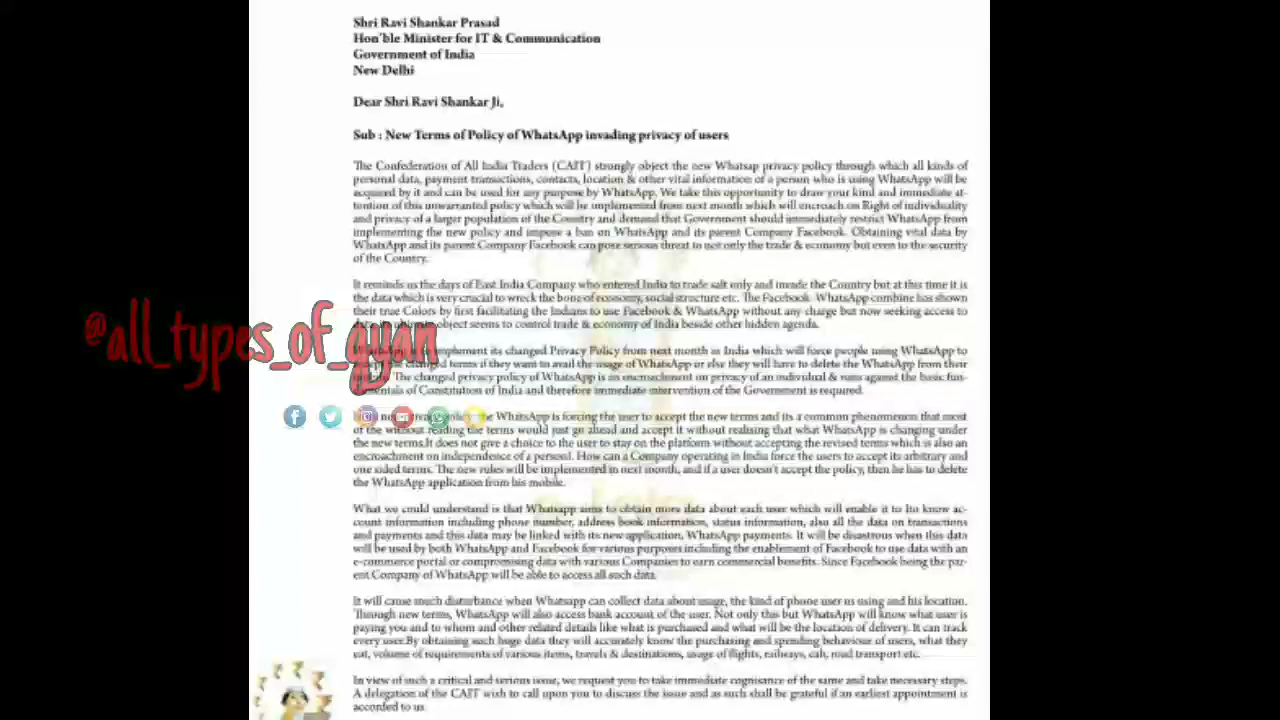 Shri Ravi Shankar Prasad
Hon'ble Minister for IT & Communication
Government of India
New Delhi
Dear Shri Ravi Shankar Ji,
Sub : New Terms of Policy of WhatsApp invading privacy of users
The Confederation of All India Traders (CAIT) strongly object the new Whatsap privacy policy through which all kinds of
personal data, payment transactions, contacts, location & other vital information of a person who is using WhatsApp will be
acquired by it and can be used for any purpose by WhatsApp. We take this opportunity to draw your kind and immediate at-
tention of this unwarranted policy which will be implemented from next month which will encroach on Right of individuality
and privacy of a larger population of the Country and demand that Government should immediately restrict WhatsApp from
implementing the new policy and impose a ban on WhatsApp and its parent Company Facebook. Obtaining vital data by
WhatsApp and its parent Company Facebook can pose serious threat to not only the trade & economy but even to the security
of the Country.
It reminds us the days of East India Company who entered India to trade salt only and invade the Country but at this time it is
the data which is very crucial to wreck the bone of economy, social structure etc. The Facebook WhatsApp combine has shown
their true Colors by first facilitating the Indians to use Facebook & WhatsApp without any charge but now seeking access to
object seems to control trade & economy of India beside other hidden agenda.
@all_types_of_gyan
implement its changed Privacy Policy from next month as India which will force people using WhatsApp to
changed terms if they want to avail the usage of WhatsApp or else they will have to delete the WhatsApp from their
The changed privacy policy of WhatsApp is an encroachment on privacy of an individual & runs against the basic fun-
damentals of Constitution of India and therefore immediate intervention of the Government is required.
WhatsApp is forcing the user to accept the new terms and its a common phenomenon that most
of the without reading the terms would just go ahead and accept it without realising that what WhatsApp is changing under
the new terms.It does not give a choice to the user to stay on the platform without accepting the revised terms which is also an
encroachment on independence of a personal. How can a Company operating in India force the users to accept its arbitrary and
one sided terms. The new rules will be implemented in next month, and if a user doesn't accept the policy, then he has to delete
the WhatsApp application from his mobile.
What we could understand is that Whatsapp aims to obtain more data about each user which will enable it to Ito know ac-
count information including phone number, address book information, status information, also all the data on transactions
and payments and this data may be linked with its new application, WhatsApp payments. It will be disastrous when this data
will be used by both WhatsApp and Facebook for various purposes including the enablement of Facebook to use data with an
e-commerce portal or compromising data with various Companies to earn commercial benefits. Since Facebook being the par-
ent Company of WhatsApp will be able to access all such data.
It will cause much disturbance when Whatsapp can collect data about usage, the kind of phone user us using and his location.
Through new terms, WhatsApp will also access bank account of the user. Not only this but WhatsApp will know what user is
paying you and to whom and other related details like what is purchased and what will be the location of delivery. It can track
every user.By obtaining such huge data they will accurately know the purchasing and spending behaviour of users, what they
eat, volume of requirements of various items, travels & destinations, usage of flights, railways, cab, road transport etc.
In view of such a critical and serious issue, we request you to take immediate cognisance of the same and take necessary steps.
A delegation of the CAIT wish to call upon you to discuss the issue and as such shall be grateful if an earliest appointment is
accorded to us